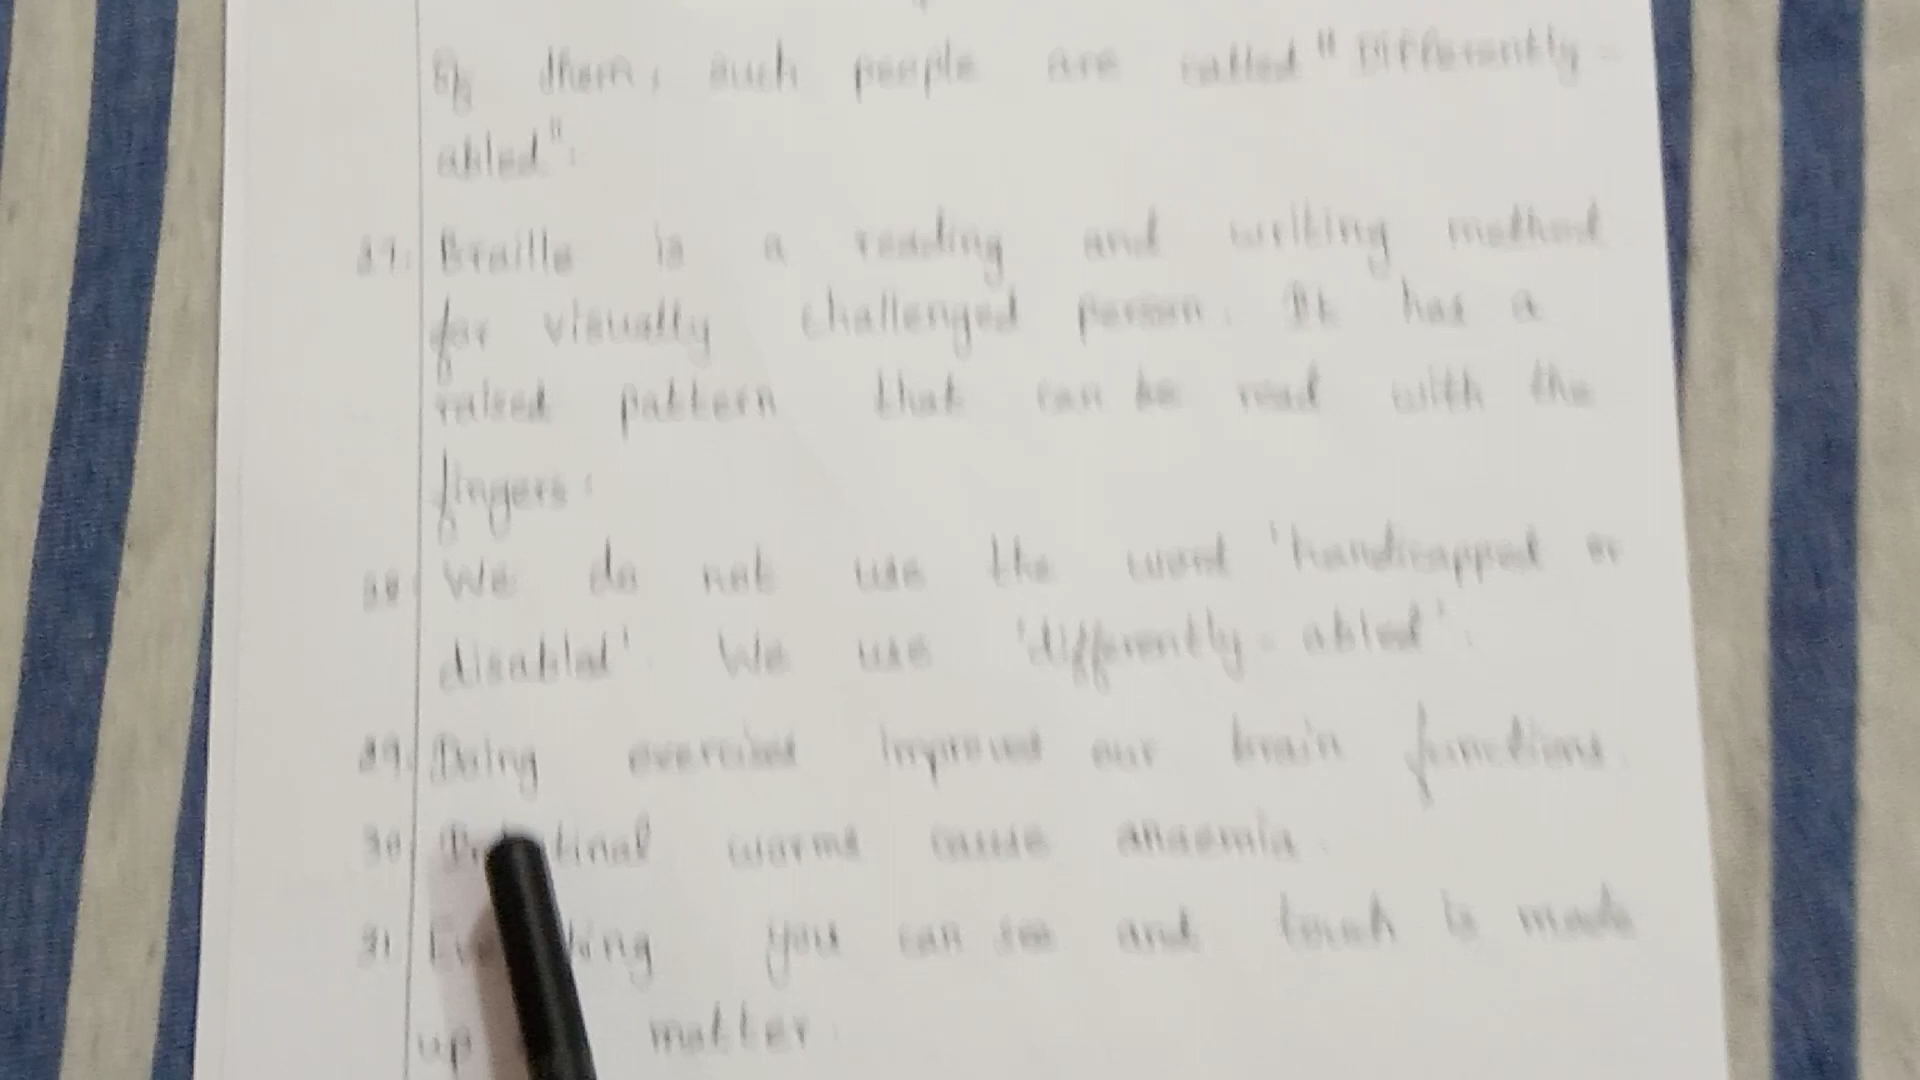 of them, such people are called "Differently-
abled".
27. Braille is a reading and writing method
for visually challenged person. It has a
raised pattern that can be read with the
fingers.
28. We do not use the word 'handicapped or
disabled'. We use 'differently-abled'.
29. Doing exercises improves our brain functions.
30. worms cause anaemia.
31. you can see and touch is made
up matter.